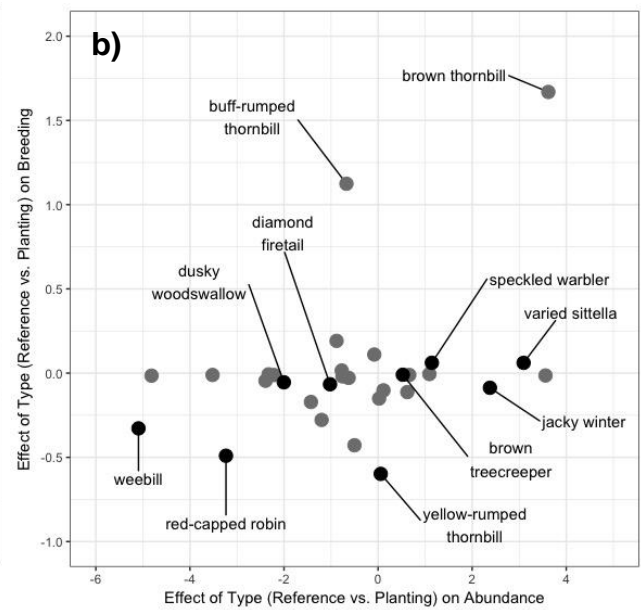 b)
2.0
1.5
1.0
0.5
0.0
-0.5
-1.0
Effect of Type (Reference vs. Planting) on Breeding
brown thornbill
buff-rumped
thornbill
diamond
firetail
dusky
woodswallow
speckled warbler
varied sittella
jacky winter
brown
treecreeper
weebill
red-capped robin
yellow-rumped
thornbill
-6
-4
-2
0
2
4
Effect of Type (Reference vs. Planting) on Abundance